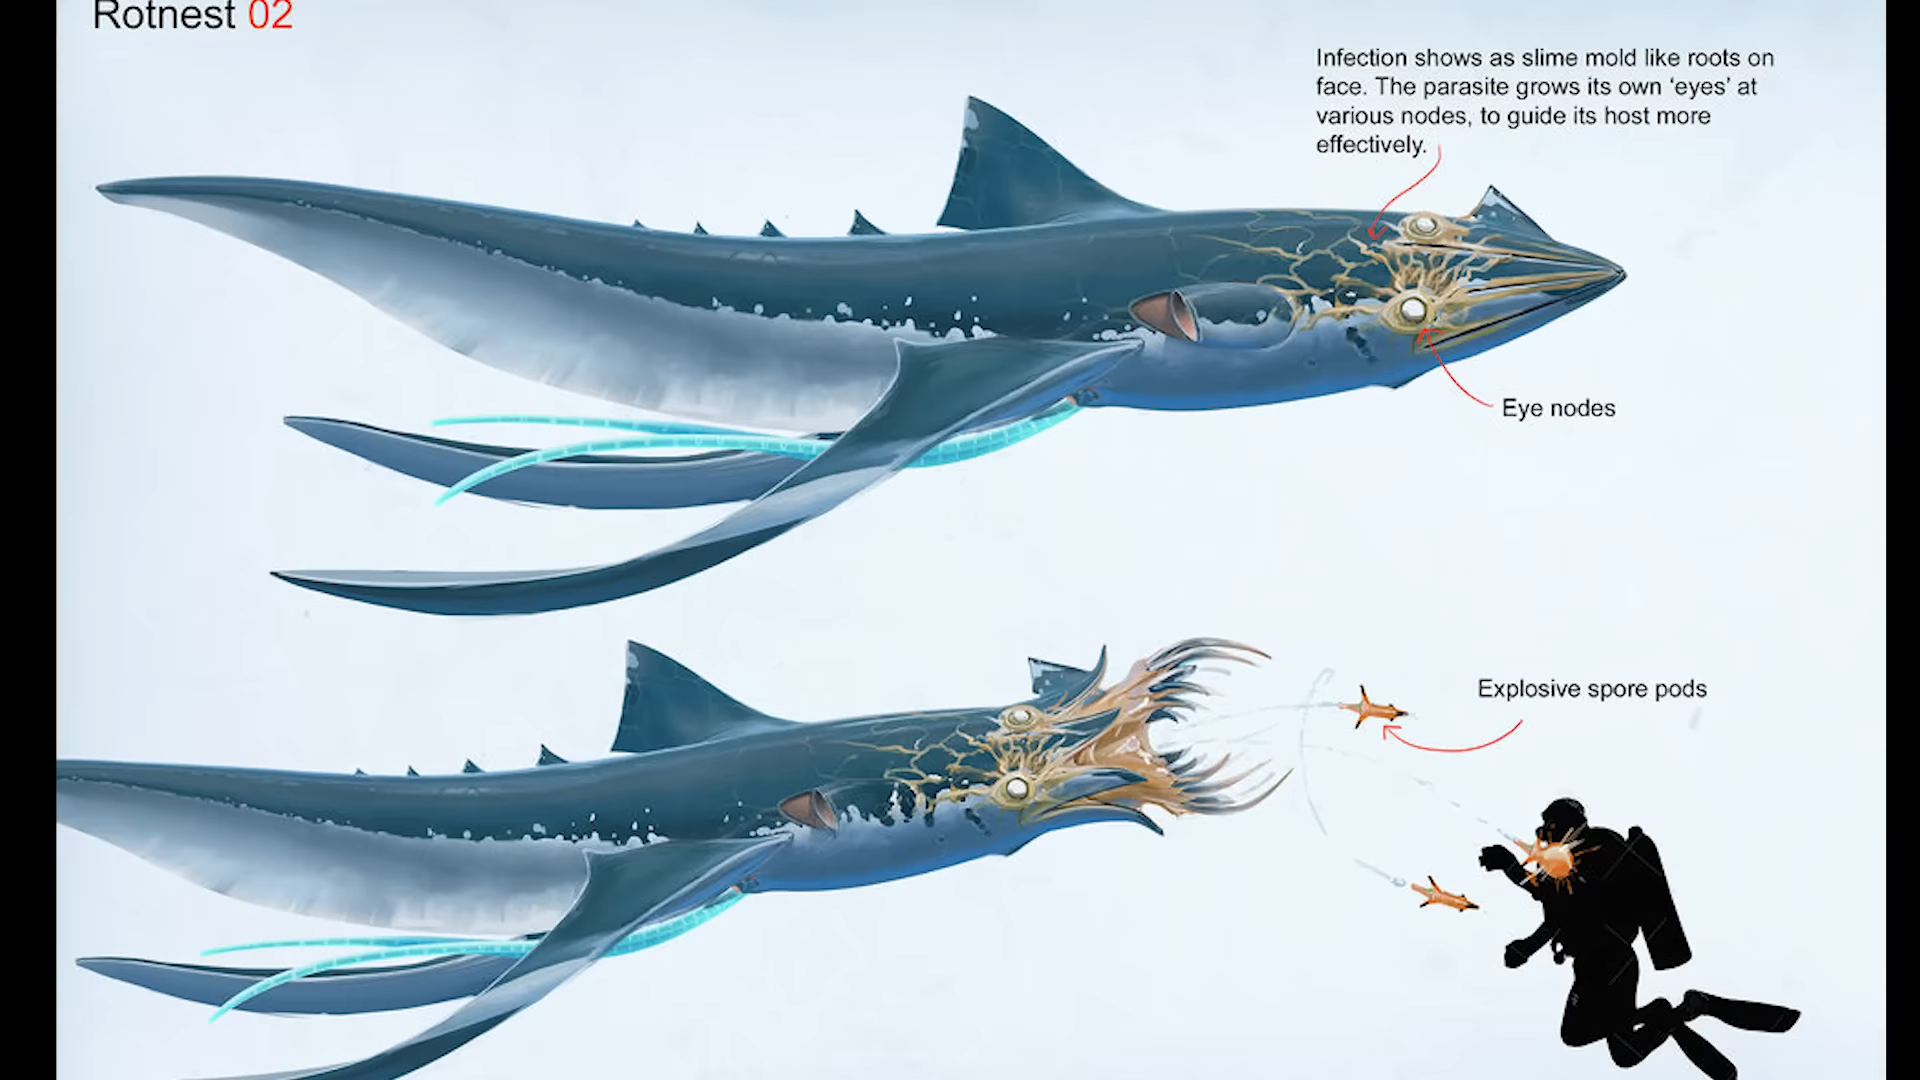 Rotnest 02
Infection shows as slime mold like roots on
face. The parasite grows its own ‘eyes’ at
various nodes, to guide its host more
effectively.
Eye nodes
Explosive spore pods